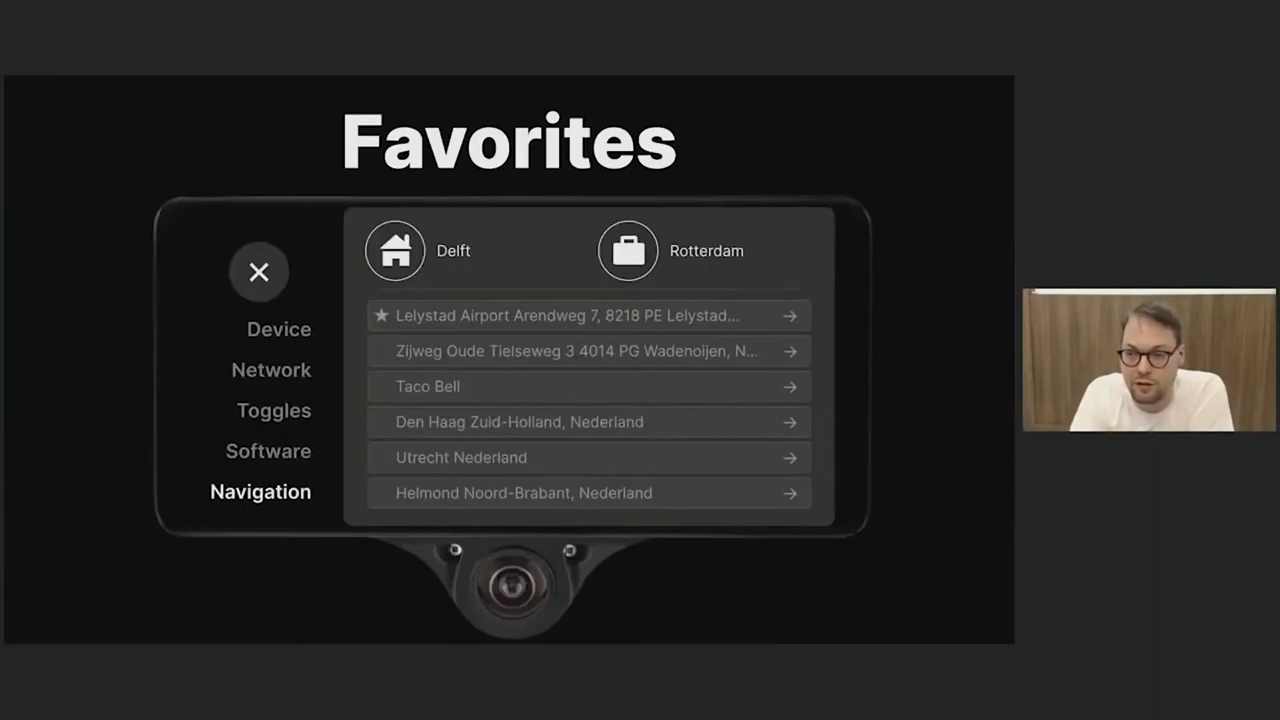 Favorites
Delft
Rotterdam
Device
Network
Toggles
Software
Navigation
Lelystad Airport Arendweg 7, 8218 PE Lelystad...
Zijweg Oude Tielseweg 3 4014 PG Wadenoijen, N...
Taco Bell
Den Haag Zuid-Holland, Nederland
Utrecht Nederland
Helmond Noord-Brabant, Nederland